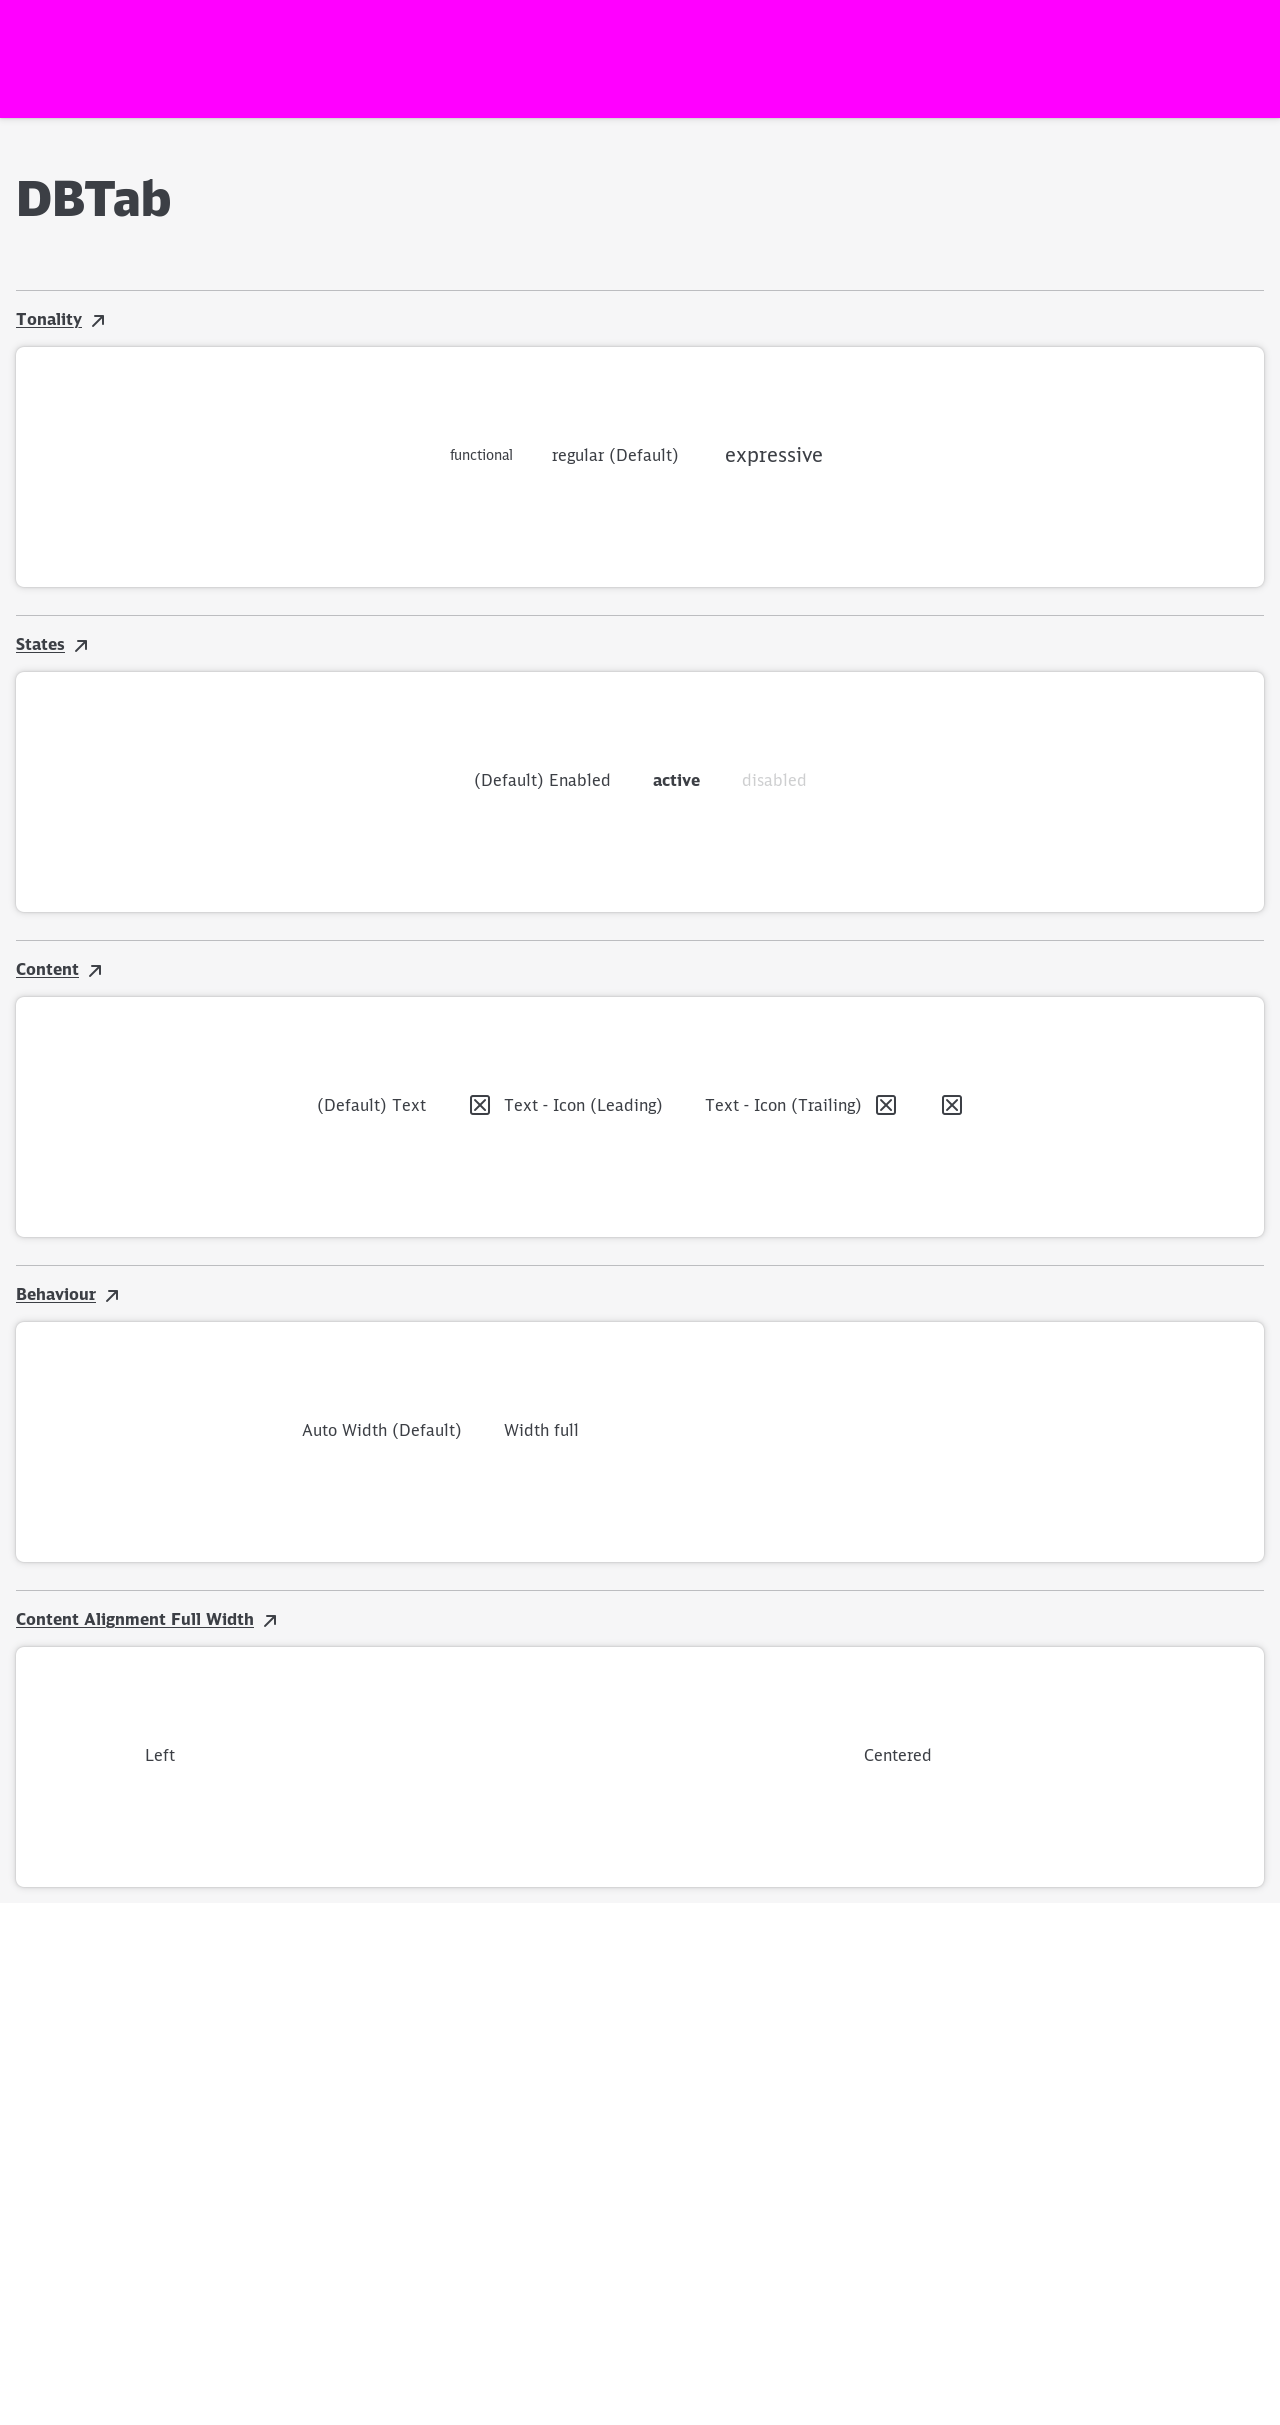 DBTab
Tonality
functional regular (Default) expressive
States
(Default) Enabled active disabled
Content
(Default) Text Text - Icon (Leading) Text - Icon (Trailing)
Behaviour
Auto Width (Default) Width full
Content Alignment Full Width
Left Centered